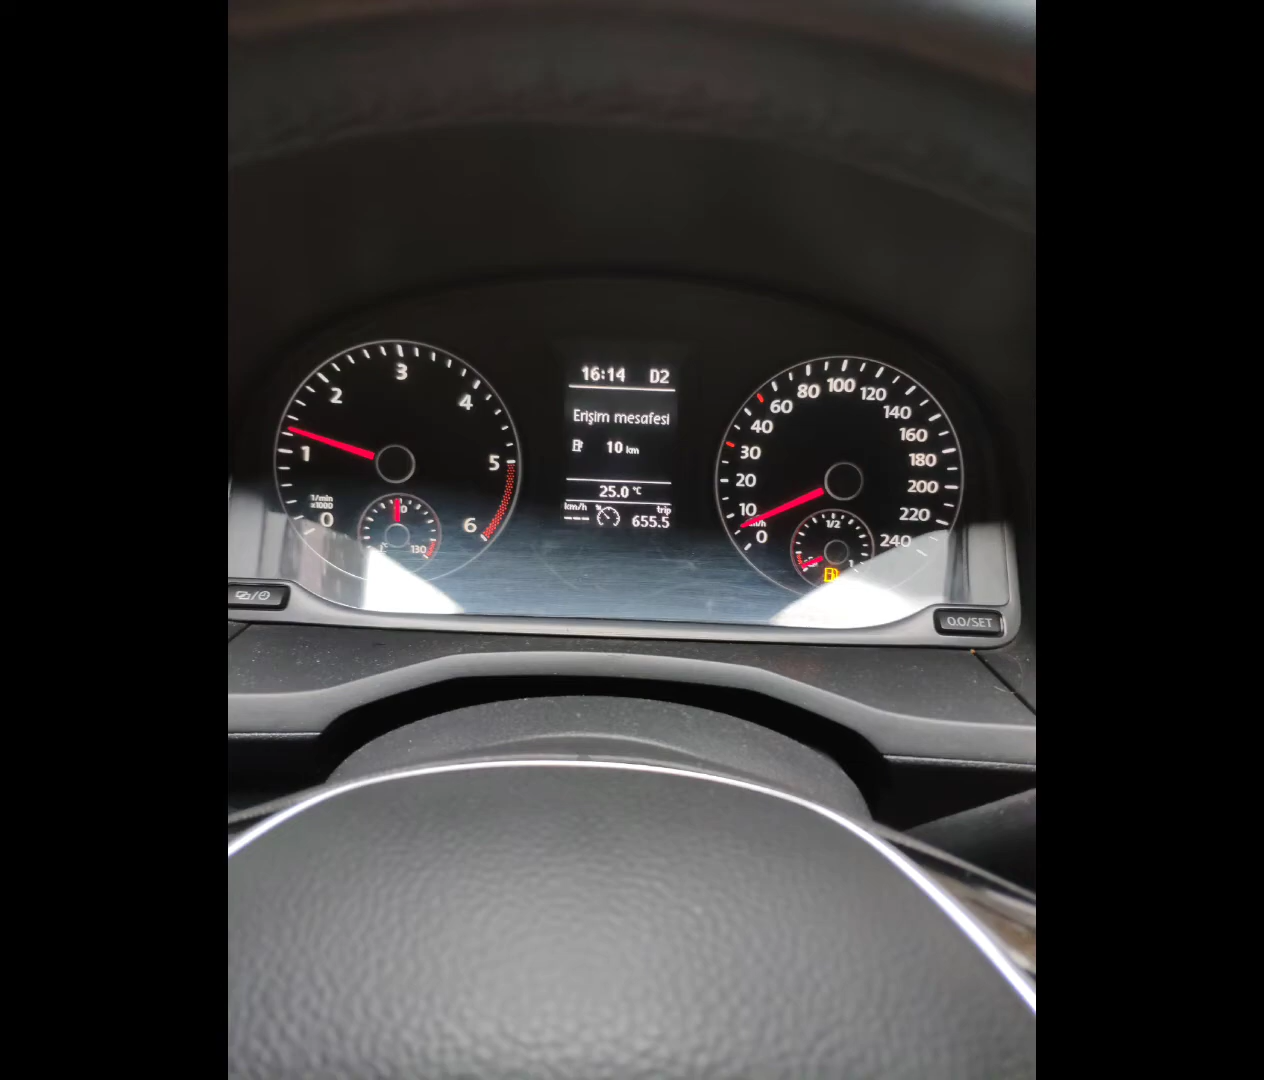 16:14 D2
Erişim mesafesi
10 km
25.0 °C
km/h trip
--- 655.5
0 1 2 3 4 5 6
1/min
x1000
130
0 10 20 30 40 60 80 100 120 140 160 180 200 220 240
1/2
1
0.0/SET